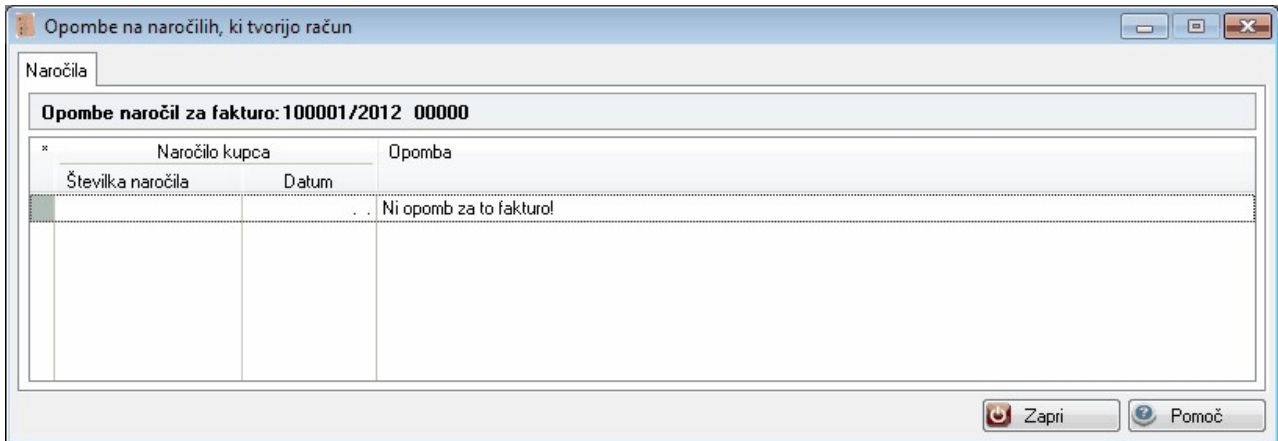 Opombe na naročilih, ki tvorijo račun
Naročila
Opombe naročil za fakturo: 100001/2012 00000
* Naročilo kupca Opomba
Številka naročila Datum
. . Ni opomb za to fakturo!
Zapri Pomoč